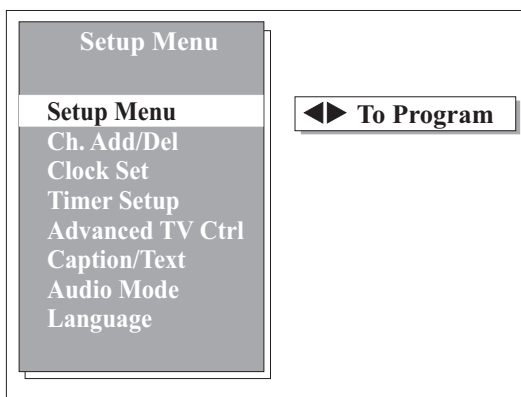 Setup Menu
Setup Menu
Ch. Add/Del
Clock Set
Timer Setup
Advanced TV Ctrl
Caption/Text
Audio Mode
Language
◀▶ To Program